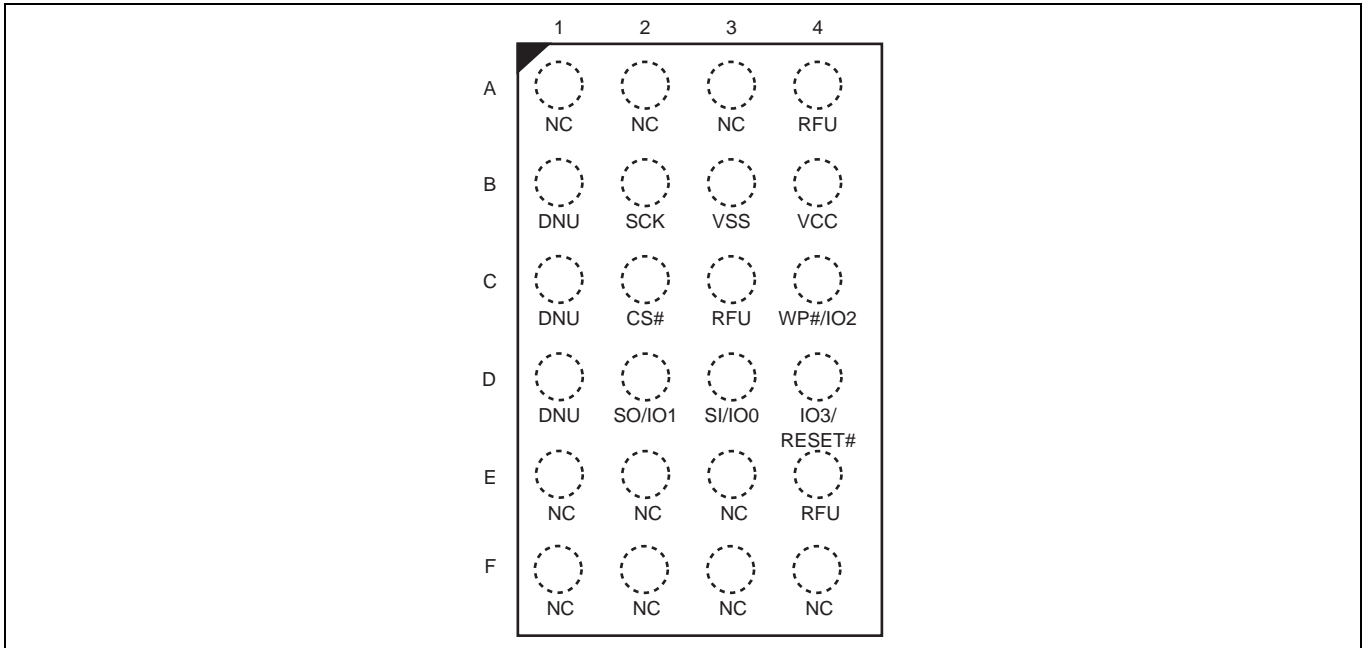 1 2 3 4
A
NC NC NC RFU
B
DNU SCK VSS VCC
C
DNU CS# RFU WP#/IO2
D
DNU SO/IO1 SI/IO0 IO3/
RESET#
E
NC NC NC RFU
F
NC NC NC NC